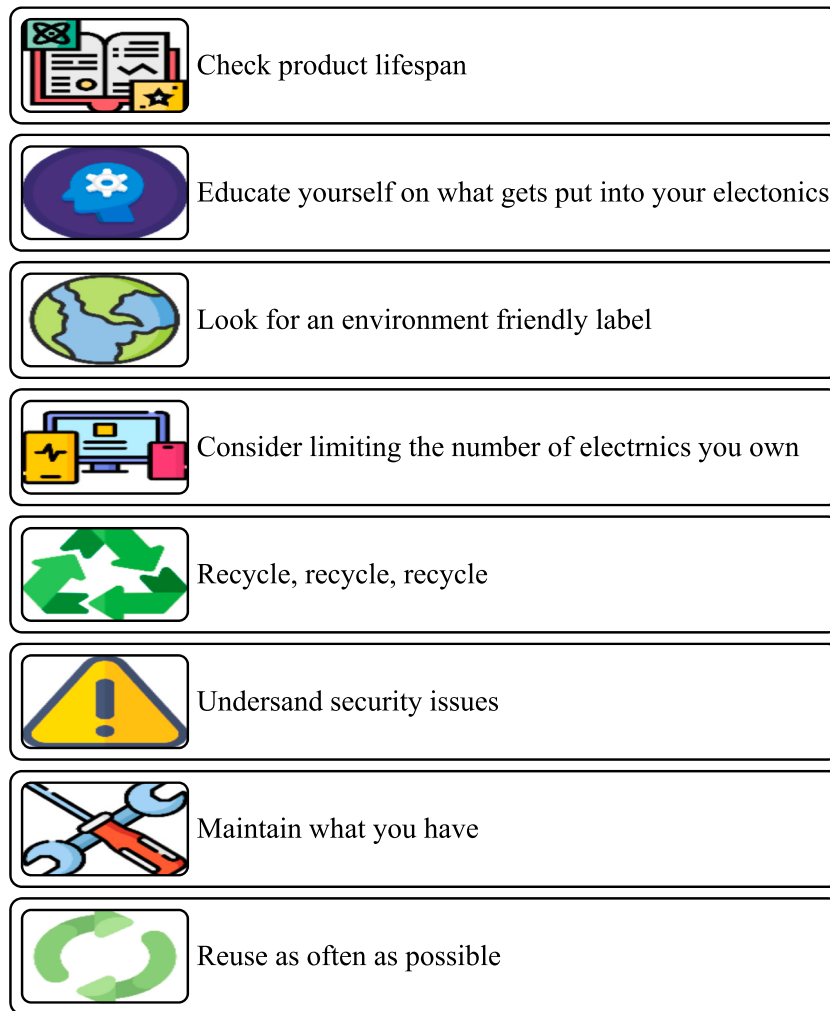 Check product lifespan
Educate yourself on what gets put into your electonics
Look for an environment friendly label
Consider limiting the number of electrnics you own
Recycle, recycle, recycle
Undersand security issues
Maintain what you have
Reuse as often as possible